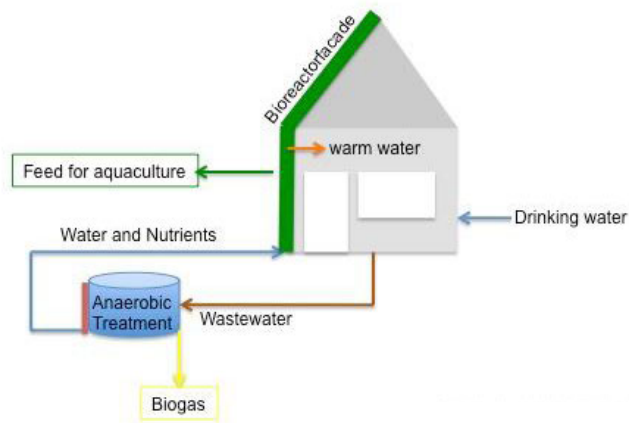 Bioreactorfacade
warm water
Feed for aquaculture
Drinking water
Water and Nutrients
Anaerobic
Treatment
Wastewater
Biogas